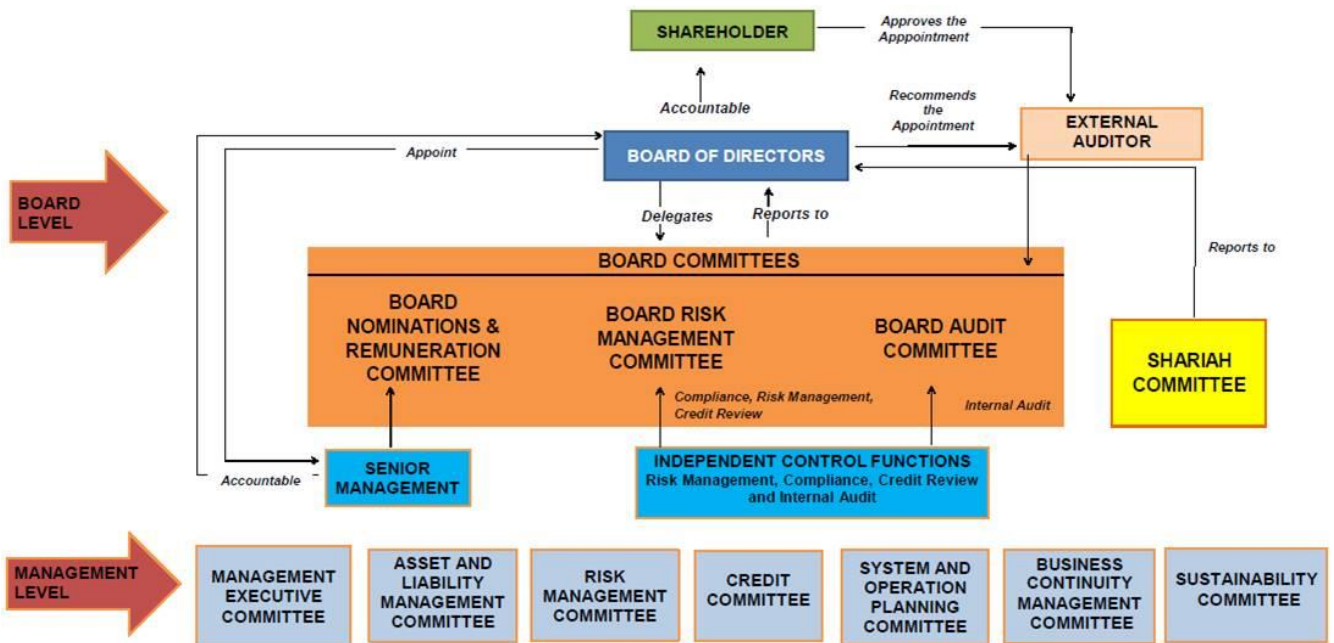 SHAREHOLDER
Approves the
Apppointment
Accountable
Recommends
the
Appointment
EXTERNAL
AUDITOR
Appoint
BOARD OF DIRECTORS
BOARD
LEVEL
Delegates
Reports to
Reports to
BOARD COMMITTEES
BOARD
NOMINATIONS &
REMUNERATION
COMMITTEE
BOARD RISK
MANAGEMENT
COMMITTEE
BOARD AUDIT
COMMITTEE
SHARIAH
COMMITTEE
Compliance, Risk Management,
Credit Review
Internal Audit
Accountable
SENIOR
MANAGEMENT
INDEPENDENT CONTROL FUNCTIONS
Risk Management, Compliance, Credit Review
and Internal Audit
MANAGEMENT
LEVEL
MANAGEMENT
EXECUTIVE
COMMITTEE
ASSET AND
LIABILITY
MANAGEMENT
COMMITTEE
RISK
MANAGEMENT
COMMITTEE
CREDIT
COMMITTEE
SYSTEM AND
OPERATION
PLANNING
COMMITTEE
BUSINESS
CONTINUITY
MANAGEMENT
COMMITTEE
SUSTAINABILITY
COMMITTEE